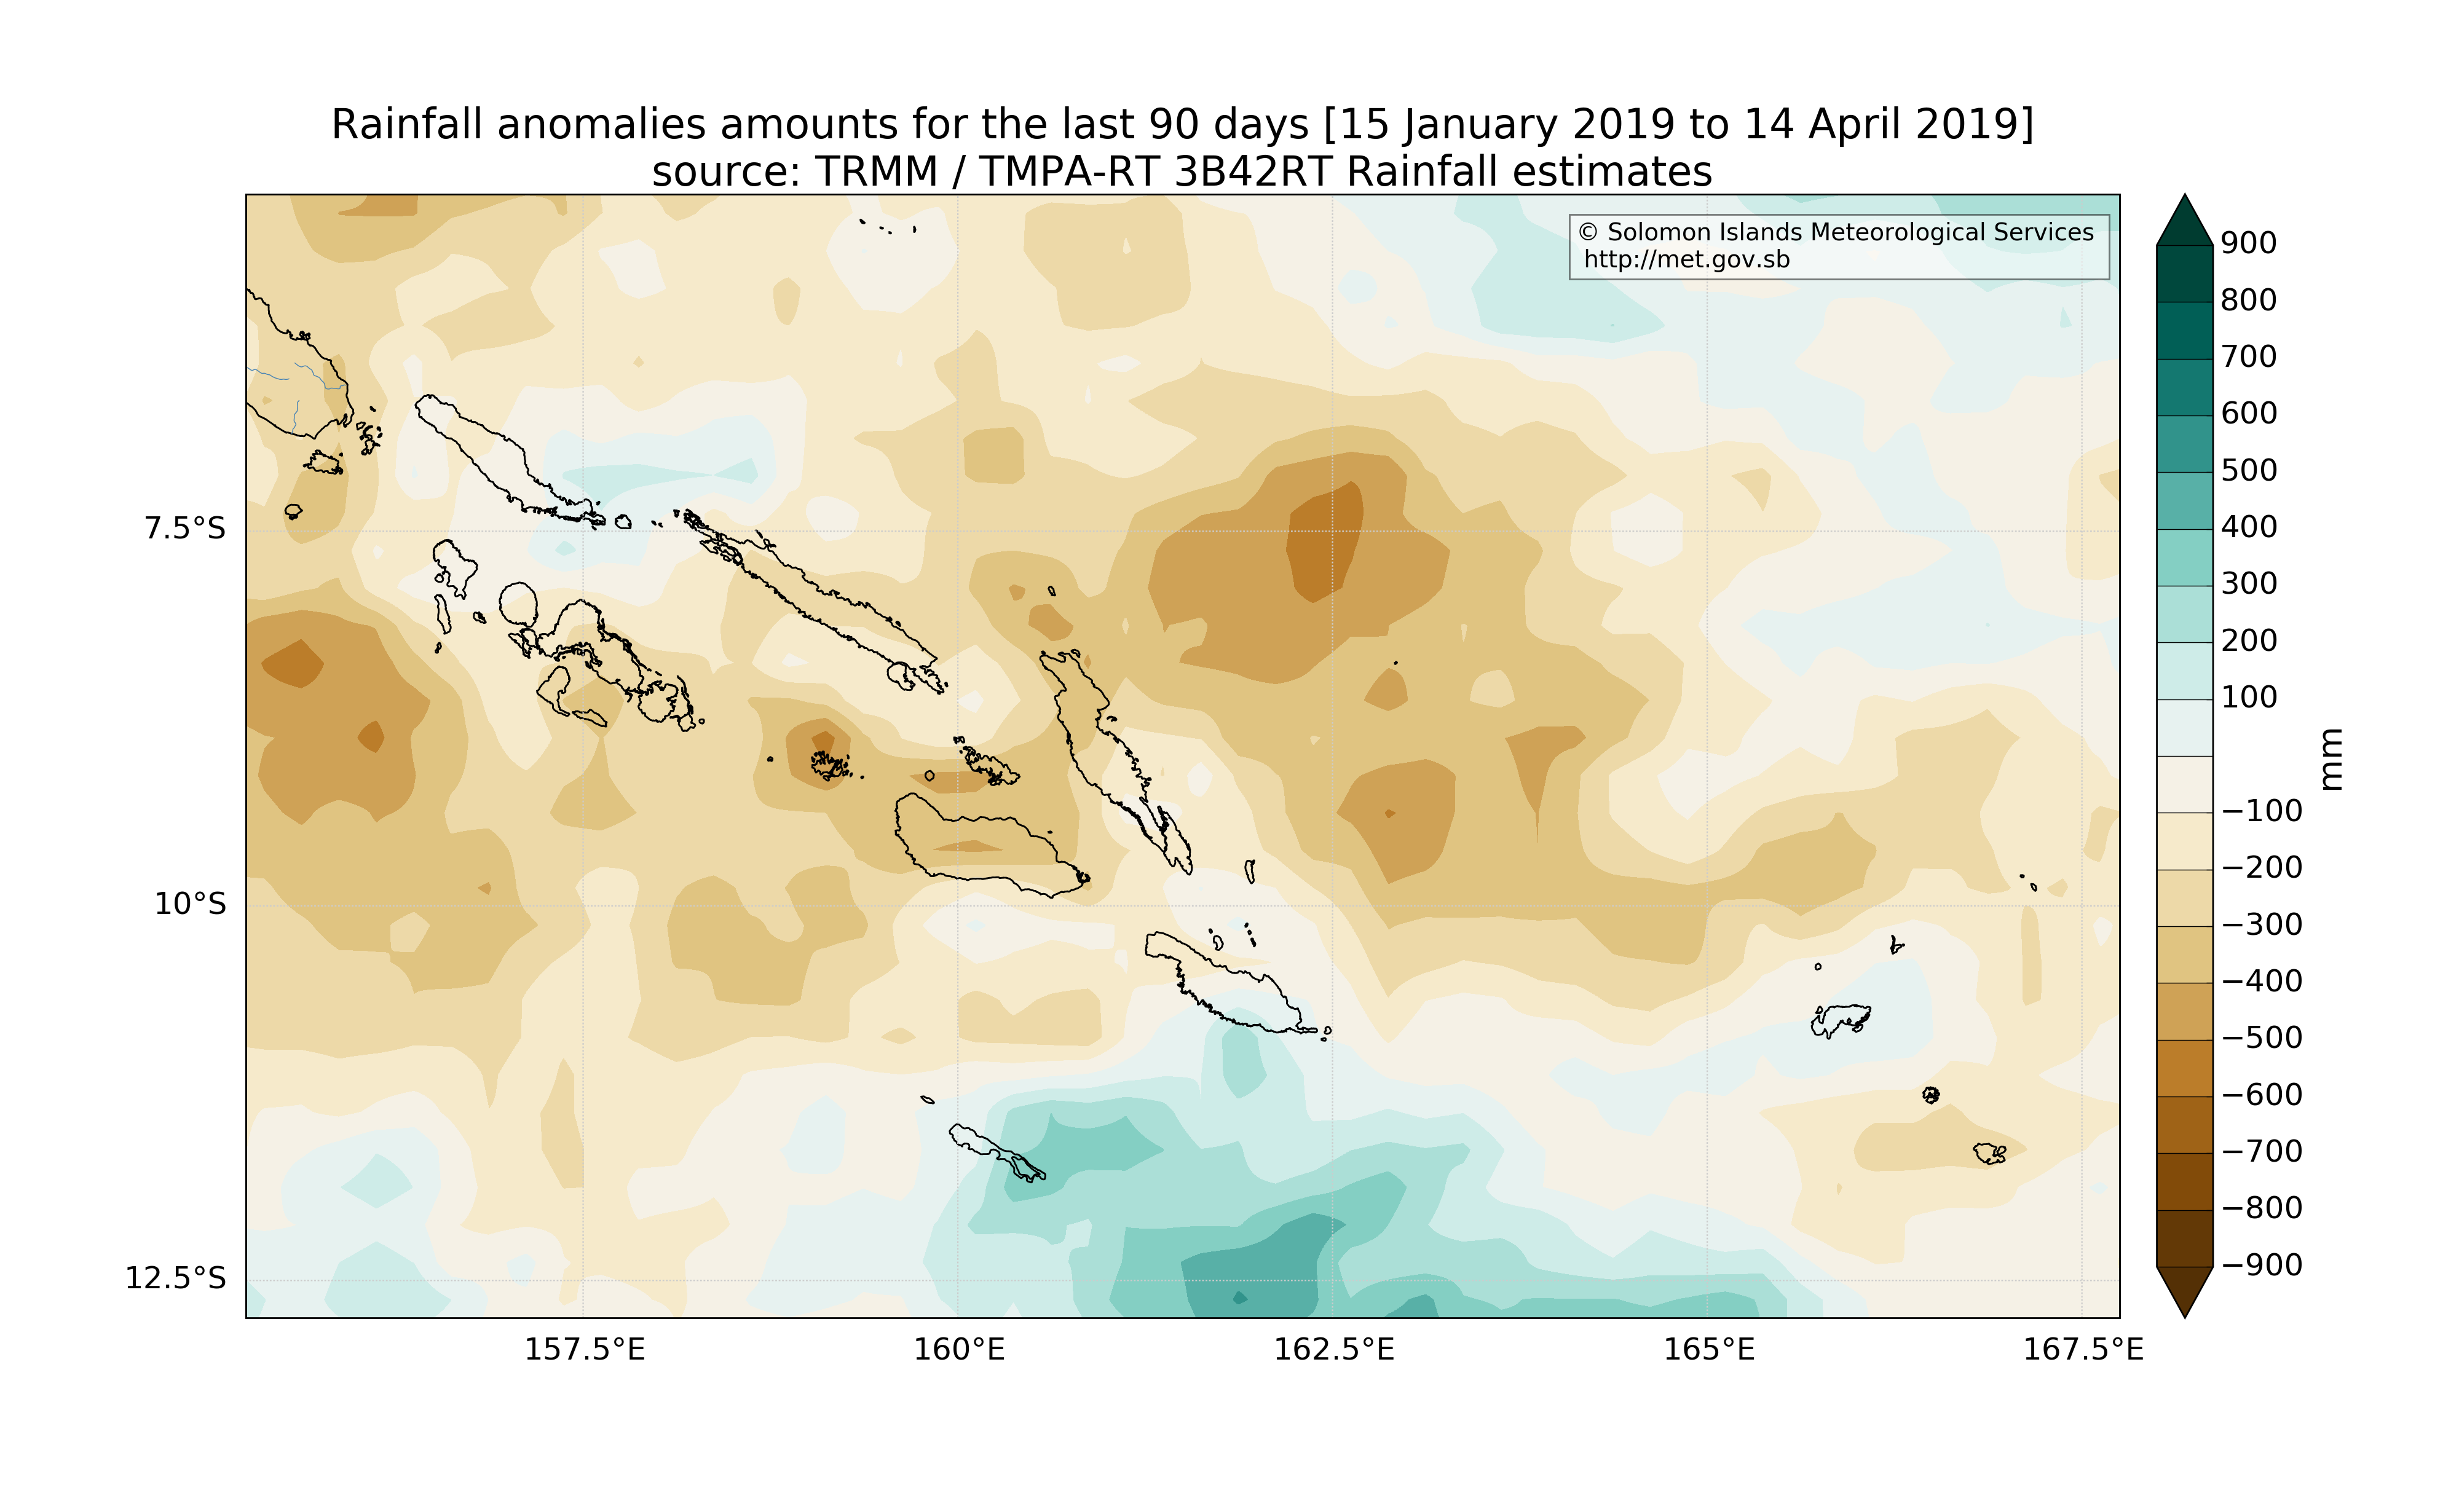 Rainfall anomalies amounts for the last 90 days [15 January 2019 to 14 April 2019]
source: TRMM / TMPA-RT 3B42RT Rainfall estimates
© Solomon Islands Meteorological Services
http://met.gov.sb
7.5°S
10°S
12.5°S
157.5°E
160°E
162.5°E
165°E
167.5°E
900
800
700
600
500
400
300
200
100
−100
−200
−300
−400
−500
−600
−700
−800
−900
mm